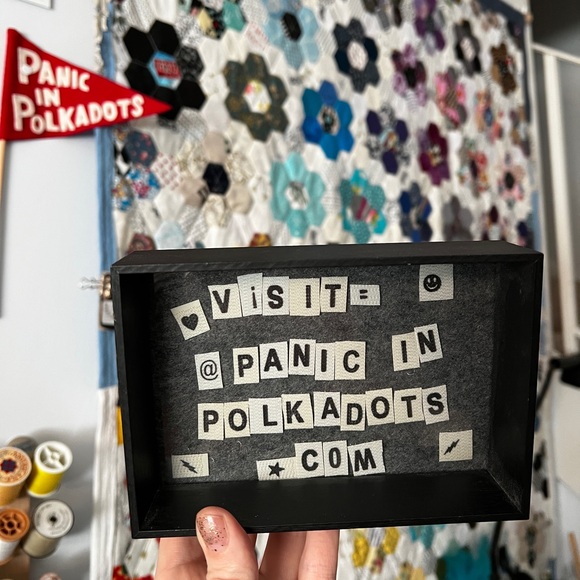 PANIC
IN
POLKADOTS
ViSIT:
@ PANIC IN
POLKADOTS
.COM